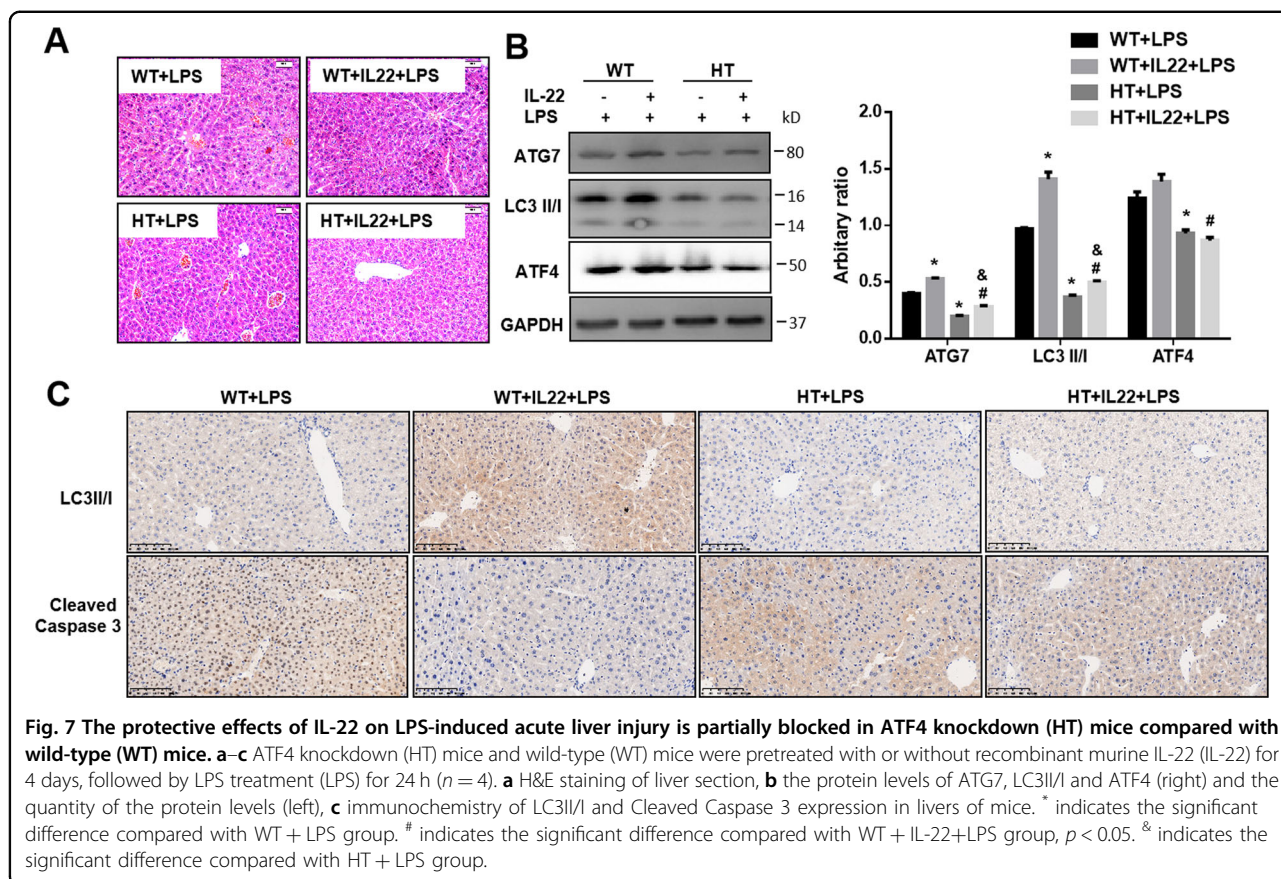 A
WT+LPS
WT+IL22+LPS
HT+LPS
HT+IL22+LPS
B
WT HT
IL-22 - + - +
LPS + + + + kD
ATG7 80
LC3 II/I 16
14
ATF4 50
GAPDH 37
WT+LPS
WT+IL22+LPS
HT+LPS
HT+IL22+LPS
Arbitary ratio
2.0
1.5
1.0
0.5
0.0
* * & #
* * & #
* #
ATG7 LC3 II/I ATF4
C
WT+LPS WT+IL22+LPS HT+LPS HT+IL22+LPS
LC3II/I
Cleaved
Caspase 3
Fig. 7 The protective effects of IL-22 on LPS-induced acute liver injury is partially blocked in ATF4 knockdown (HT) mice compared with
wild-type (WT) mice. a–c ATF4 knockdown (HT) mice and wild-type (WT) mice were pretreated with or without recombinant murine IL-22 (IL-22) for
4 days, followed by LPS treatment (LPS) for 24 h (n = 4). a H&E staining of liver section, b the protein levels of ATG7, LC3II/I and ATF4 (right) and the
quantity of the protein levels (left), c immunochemistry of LC3II/I and Cleaved Caspase 3 expression in livers of mice. * indicates the significant
difference compared with WT + LPS group. # indicates the significant difference compared with WT + IL-22+LPS group, p < 0.05. & indicates the
significant difference compared with HT + LPS group.